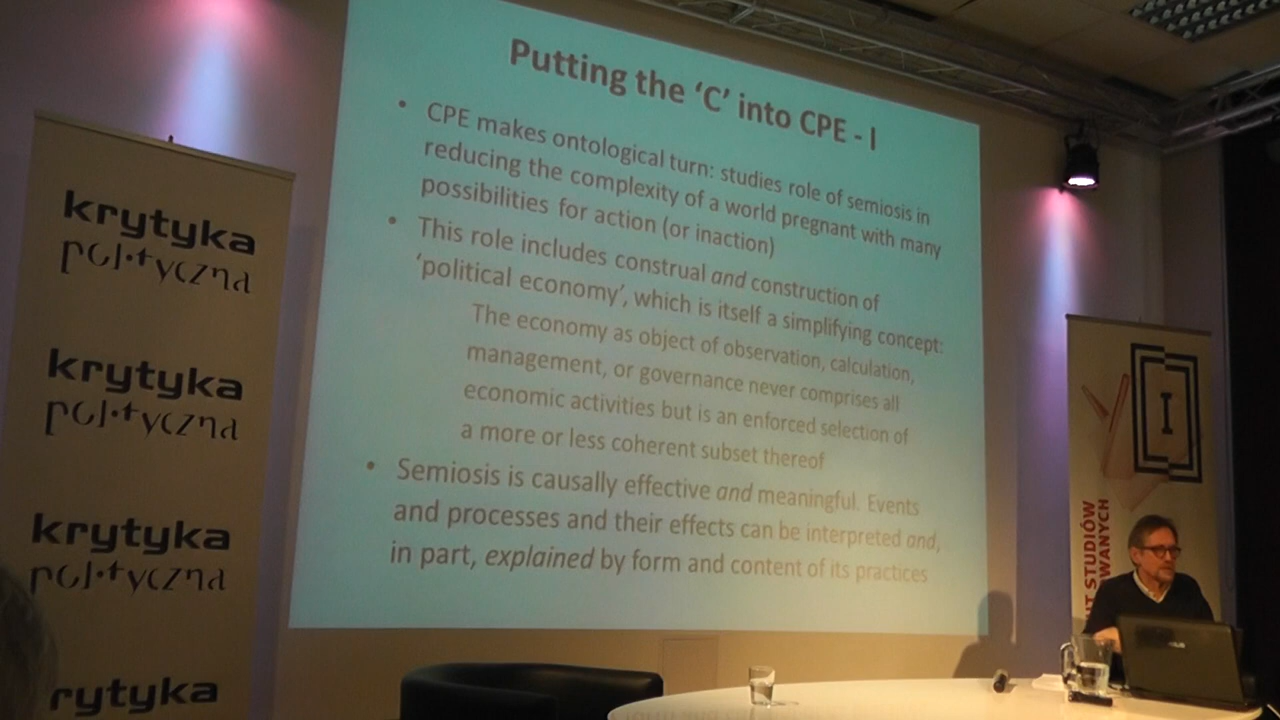 Putting the ‘C’ into CPE - I
• CPE makes ontological turn: studies role of semiosis in
reducing the complexity of a world pregnant with many
possibilities for action (or inaction)
• This role includes construal and construction of
‘political economy’, which is itself a simplifying concept:
The economy as object of observation, calculation,
management, or governance never comprises all
economic activities but is an enforced selection of
a more or less coherent subset thereof
• Semiosis is causally effective and meaningful. Events
and processes and their effects can be interpreted and,
in part, explained by form and content of its practices
krytyka
polityczna
krytyka
polityczna
krytyka
polityczna
rytyka
I
T STUDIÓW
WANYCH